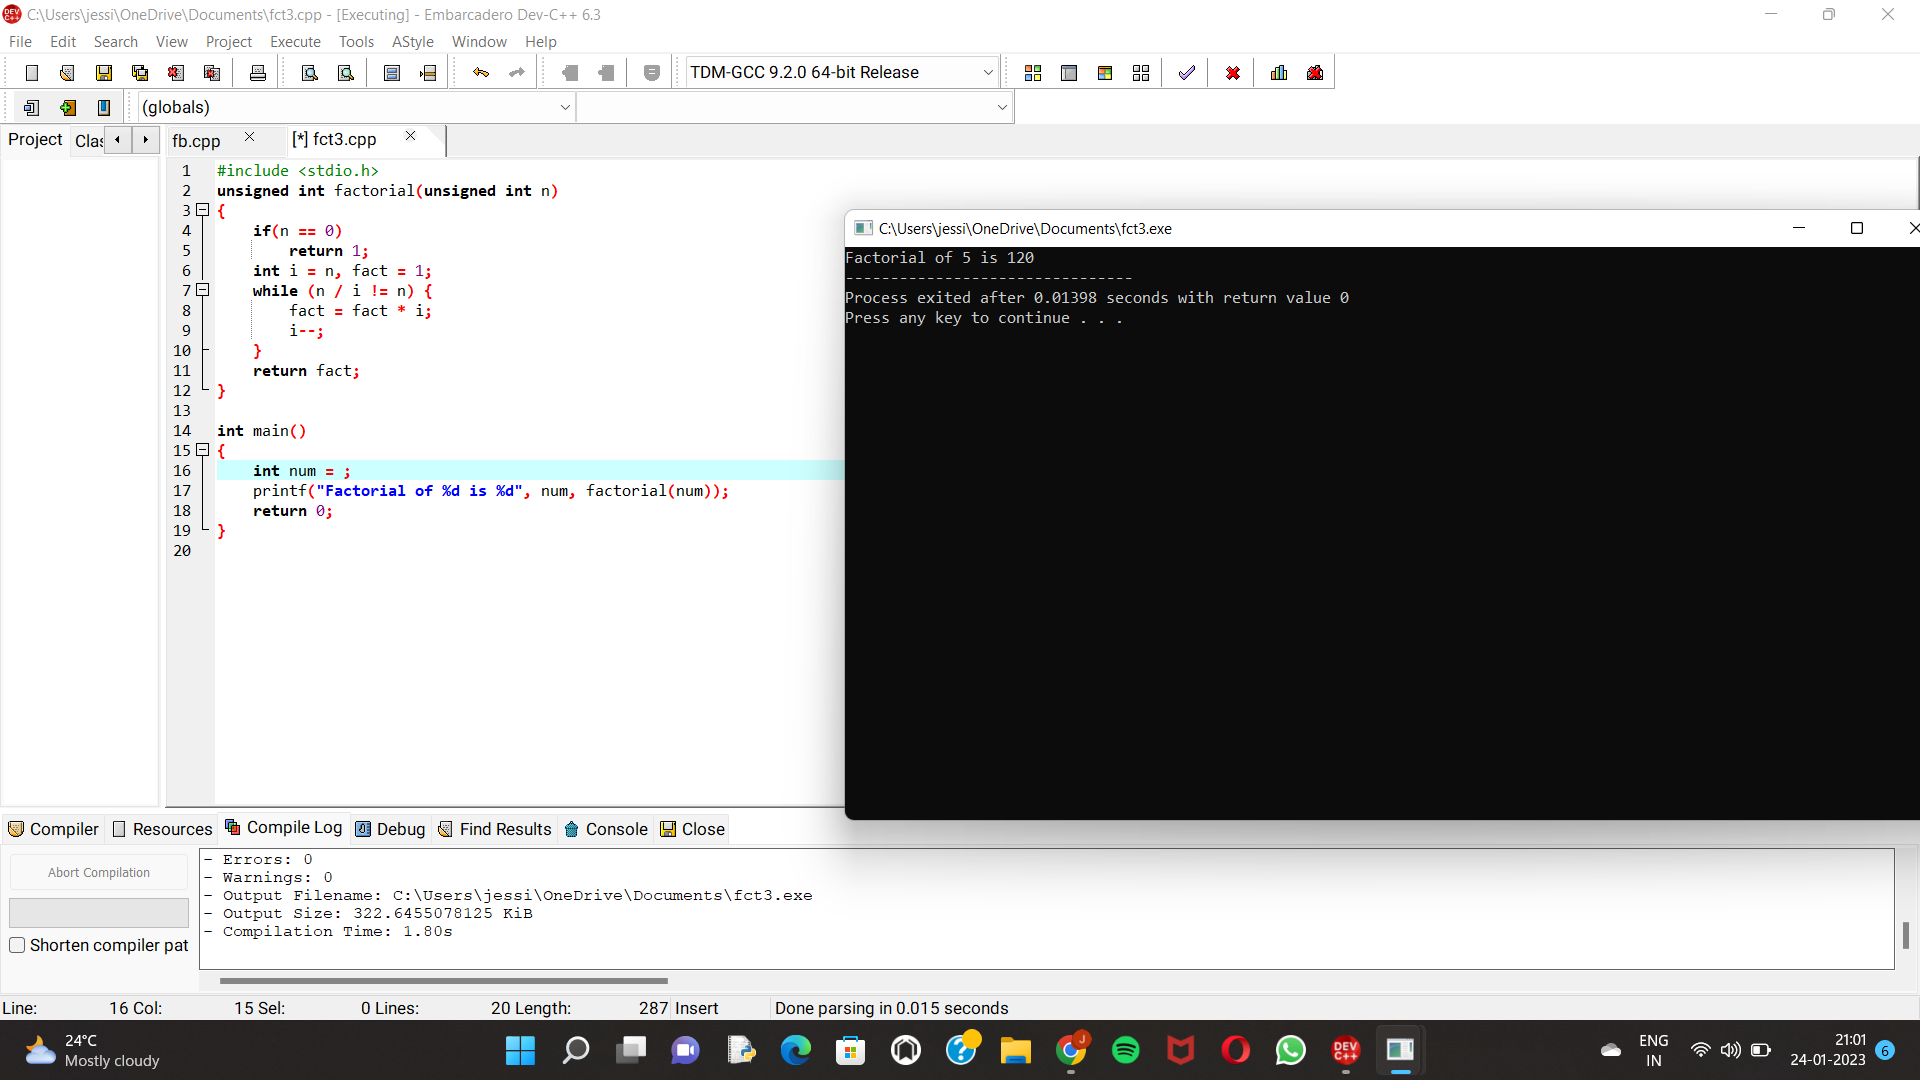 C:\Users\jessi\OneDrive\Documents\fct3.cpp - [Executing] - Embarcadero Dev-C++ 6.3
File Edit Search View Project Execute Tools AStyle Window Help
TDM-GCC 9.2.0 64-bit Release
(globals)
Project Clas
fb.cpp [*] fct3.cpp
1 #include <stdio.h>
2 unsigned int factorial(unsigned int n)
3 {
4 if(n == 0)
5 return 1;
6 int i = n, fact = 1;
7 while (n / i != n) {
8 fact = fact * i;
9 i--;
10 }
11 return fact;
12 }
13
14 int main()
15 {
16 int num = ;
17 printf("Factorial of %d is %d", num, factorial(num));
18 return 0;
19 }
20
C:\Users\jessi\OneDrive\Documents\fct3.exe
Factorial of 5 is 120
--------------------------------
Process exited after 0.01398 seconds with return value 0
Press any key to continue . . .
Compiler Resources Compile Log Debug Find Results Console Close
Abort Compilation
Shorten compiler pat
- Errors: 0
- Warnings: 0
- Output Filename: C:\Users\jessi\OneDrive\Documents\fct3.exe
- Output Size: 322.6455078125 KiB
- Compilation Time: 1.80s
Line: 16 Col: 15 Sel: 0 Lines: 20 Length: 287 Insert Done parsing in 0.015 seconds
24°C
Mostly cloudy
J
DEV
C++
ENG
IN
21:01
24-01-2023
6